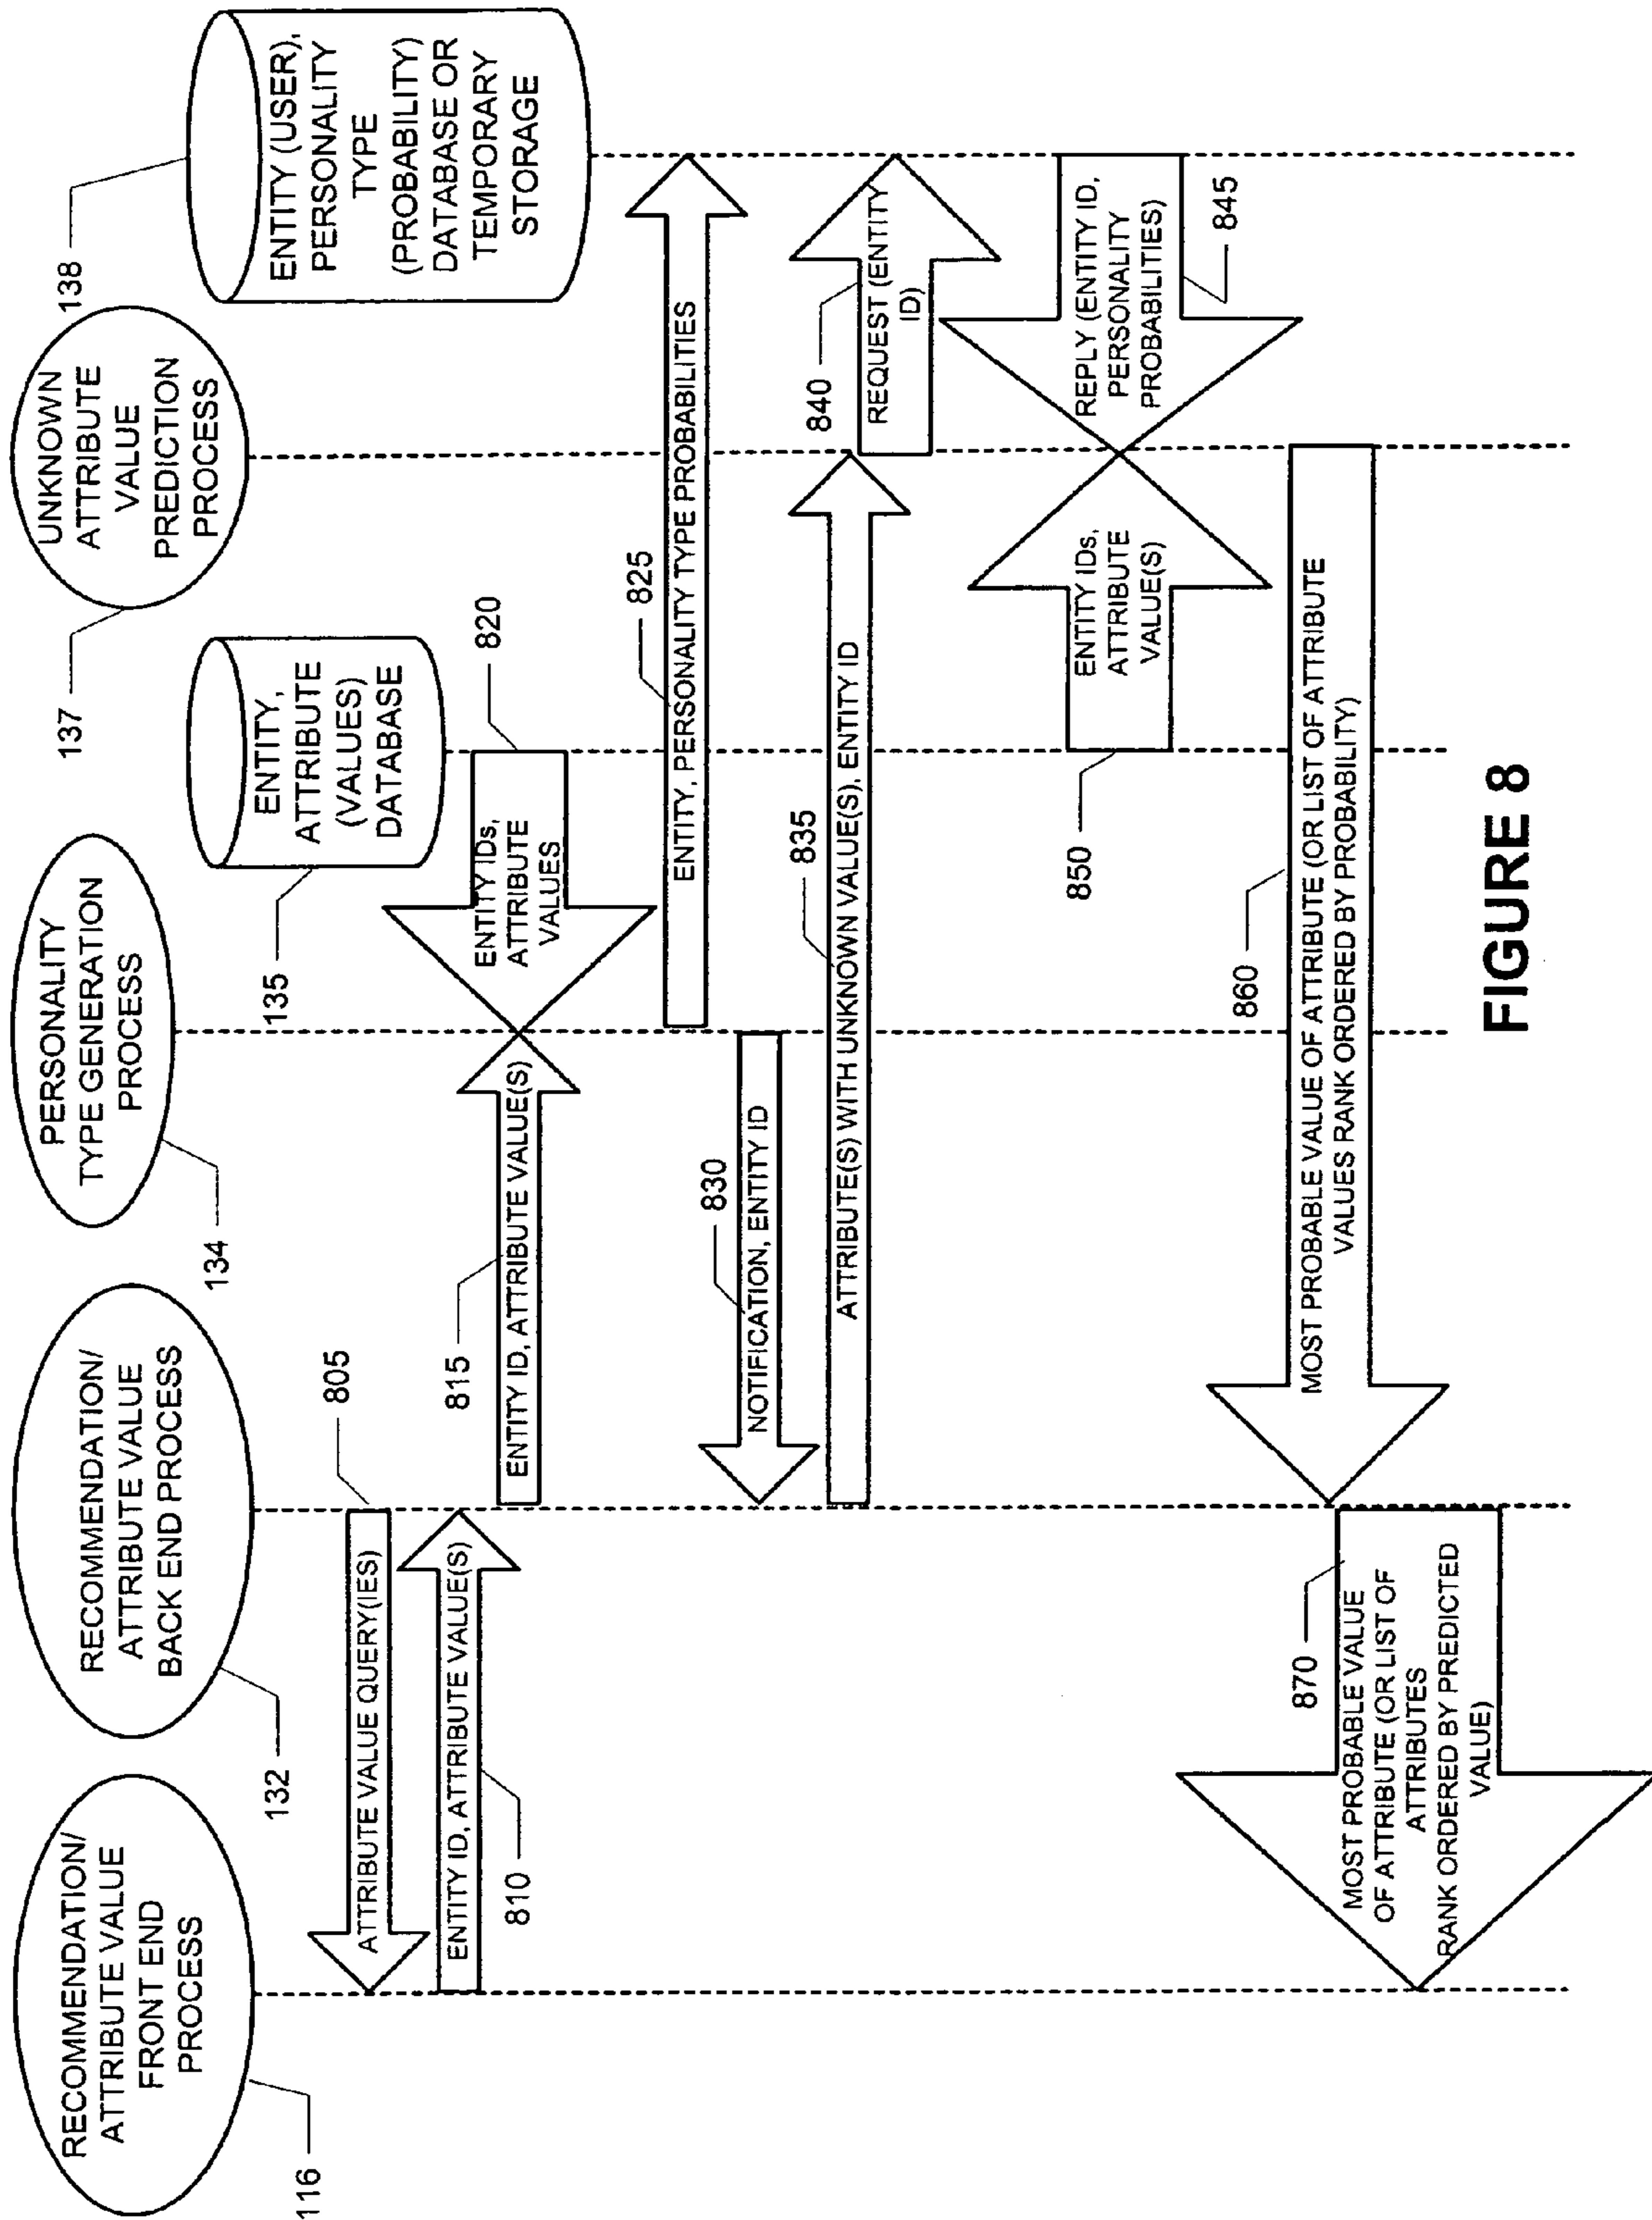 RECOMMENDATION/
ATTRIBUTE VALUE
FRONT END
PROCESS
116
RECOMMENDATION/
ATTRIBUTE VALUE
BACK END PROCESS
132
PERSONALITY
TYPE GENERATION
PROCESS
134
ENTITY,
ATTRIBUTE
(VALUES)
DATABASE
135
UNKNOWN
ATTRIBUTE
VALUE
PREDICTION
PROCESS
137
ENTITY (USER),
PERSONALITY
TYPE
(PROBABILITY)
DATABASE OR
TEMPORARY
STORAGE
138
805
ATTRIBUTE VALUE QUERY(IES)
ENTITY ID, ATTRIBUTE VALUE(S)
810
815
ENTITY ID, ATTRIBUTE VALUE(S)
820
ENTITY IDs,
ATTRIBUTE
VALUES
825
ENTITY, PERSONALITY TYPE PROBABILITIES
830
NOTIFICATION, ENTITY ID
835
ATTRIBUTE(S) WITH UNKNOWN VALUE(S), ENTITY ID
840
REQUEST (ENTITY
ID)
REPLY (ENTITY ID,
PERSONALITY
PROBABILITIES)
845
ENTITY IDs,
ATTRIBUTE
VALUE(S)
850
860
MOST PROBABLE VALUE OF ATTRIBUTE (OR LIST OF ATTRIBUTE
VALUES RANK ORDERED BY PROBABILITY)
870
MOST PROBABLE VALUE
OF ATTRIBUTE (OR LIST OF
ATTRIBUTES
RANK ORDERED BY PREDICTED
VALUE)
FIGURE 8